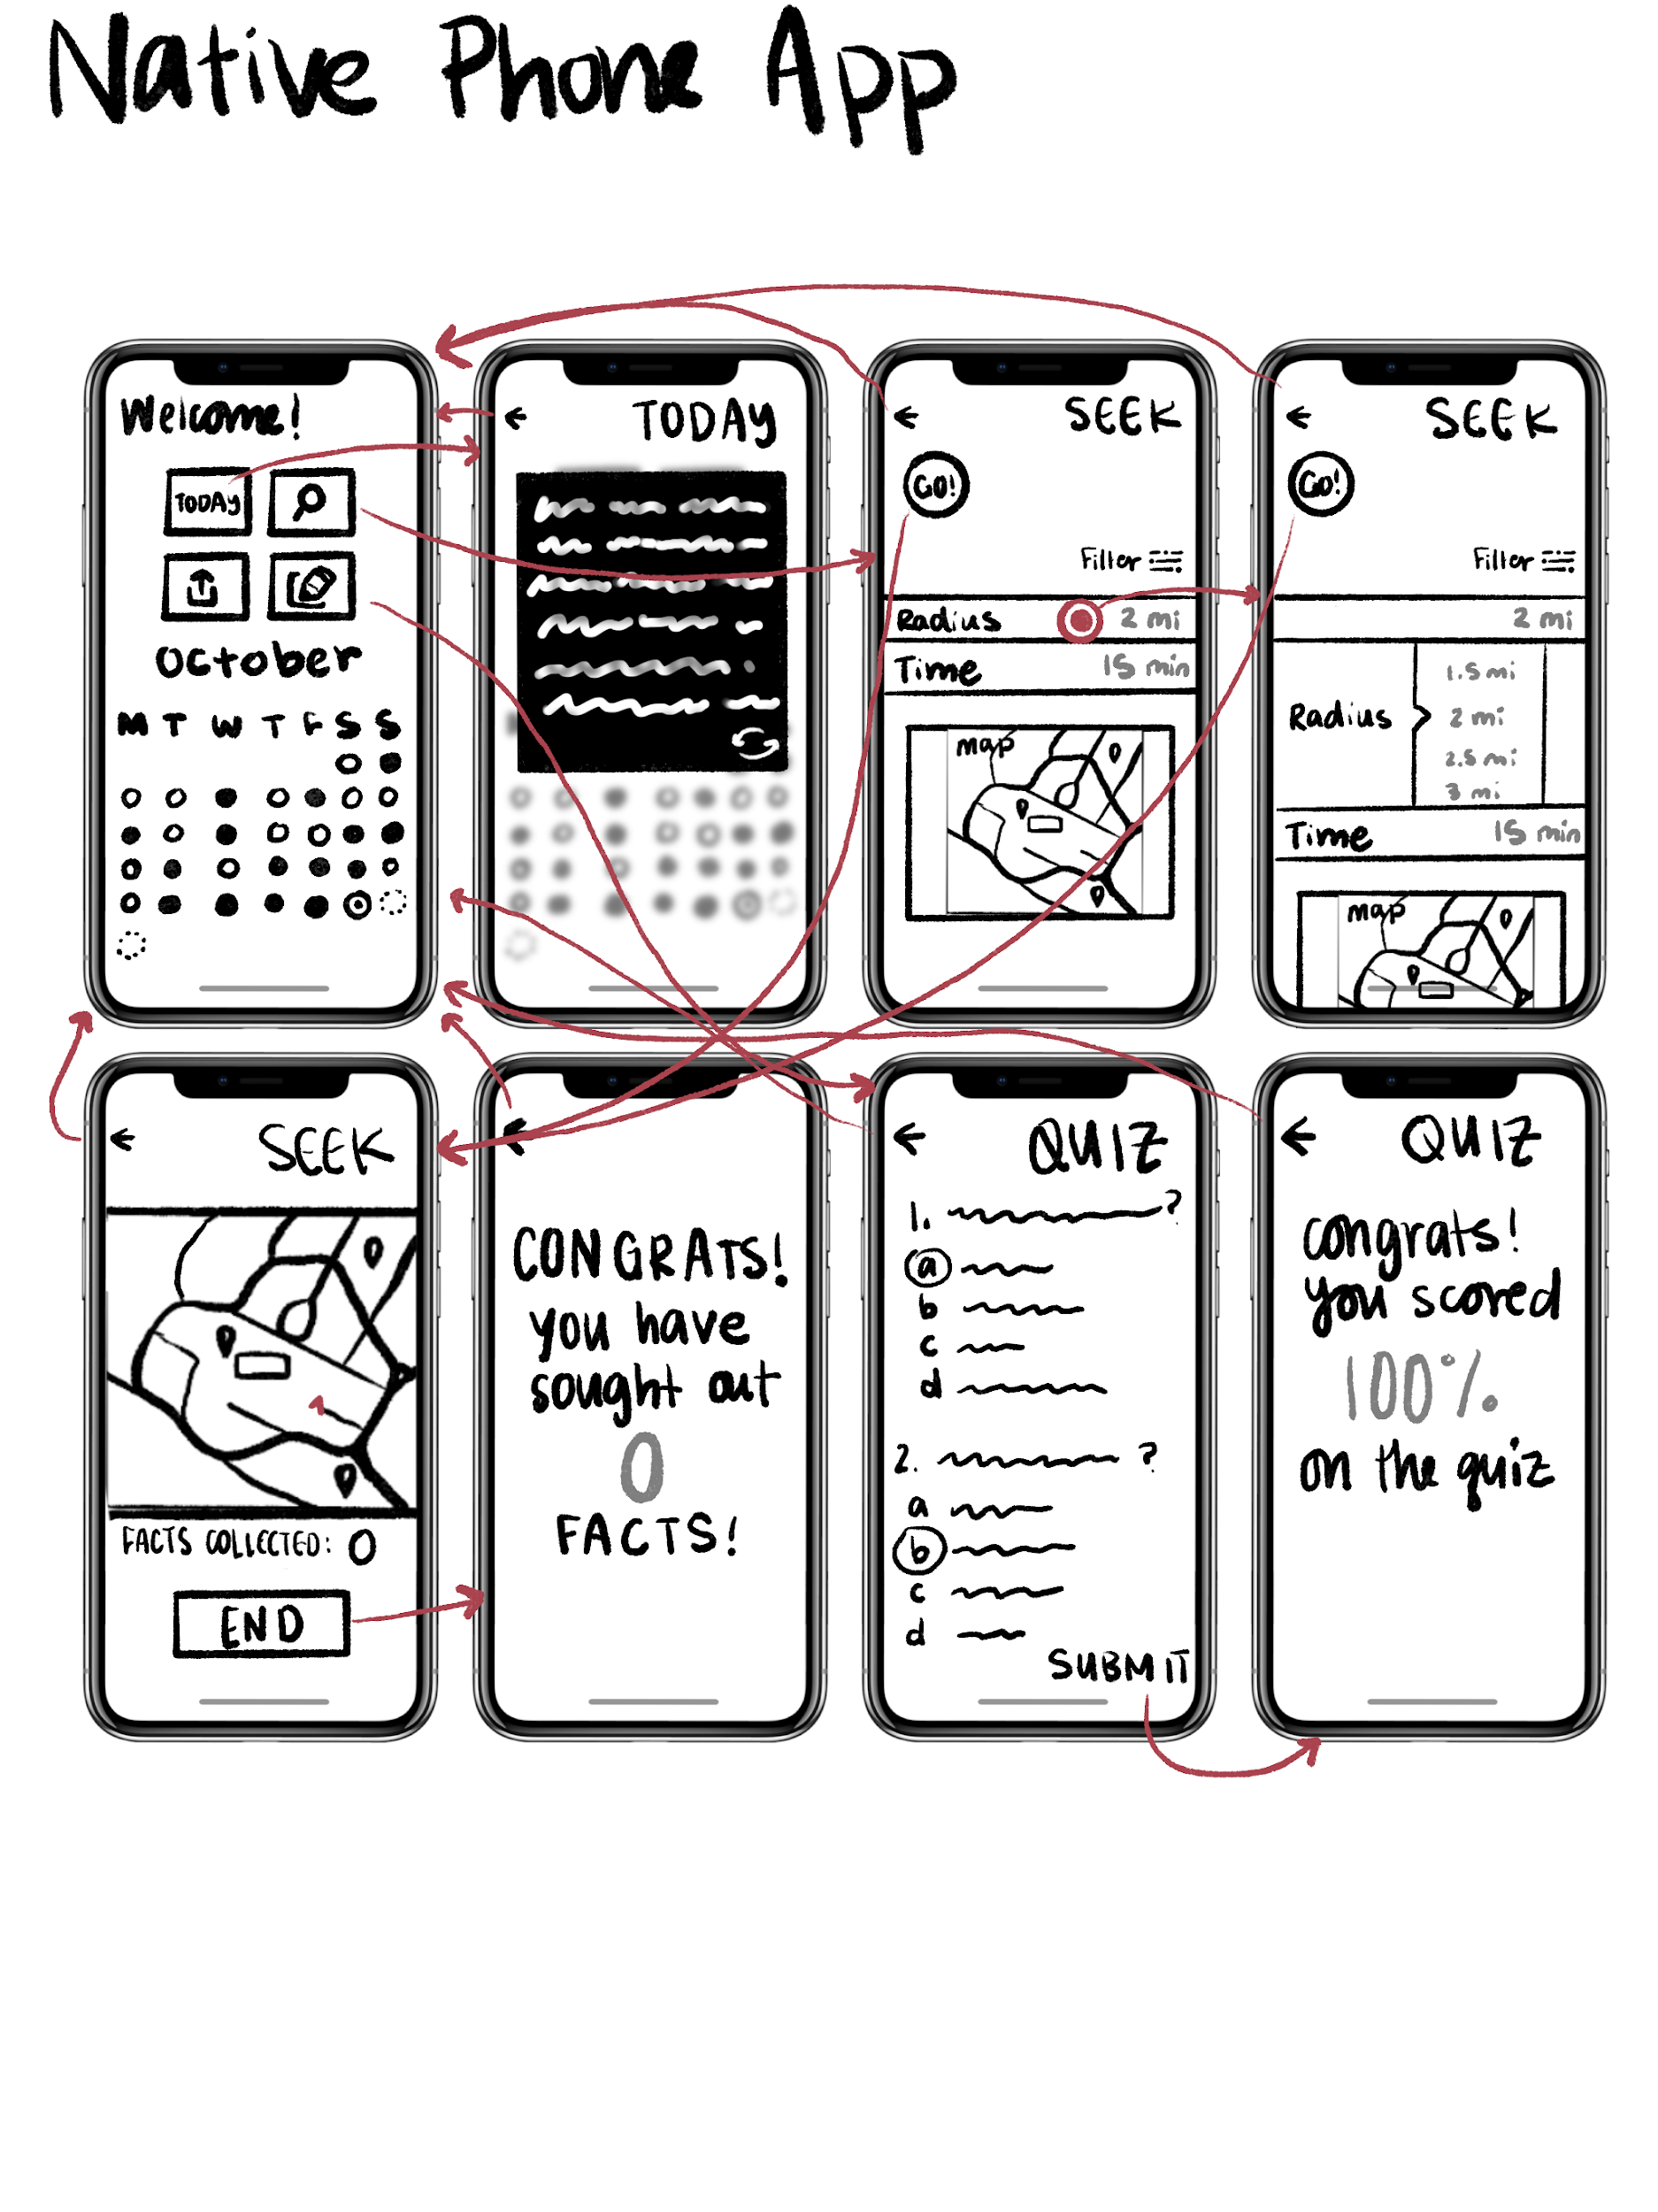 Native Phone App
Welcome!
TODAY
October
M T W T F S S
TODAY
SEEK
GO!
Filter
Radius 2 mi
Time 15 min
map
SEEK
GO!
Filter
2 mi
Radius
1.5 mi
2 mi
2.5 mi
3 mi
Time 15 min
map
SEEK
FACTS COLLECTED: 0
END
CONGRATS!
you have
sought out
0
FACTS!
QUIZ
1. ?
a
b
c
d
2. ?
a
b
c
d
SUBMIT
QUIZ
congrats!
you scored
100%
on the quiz